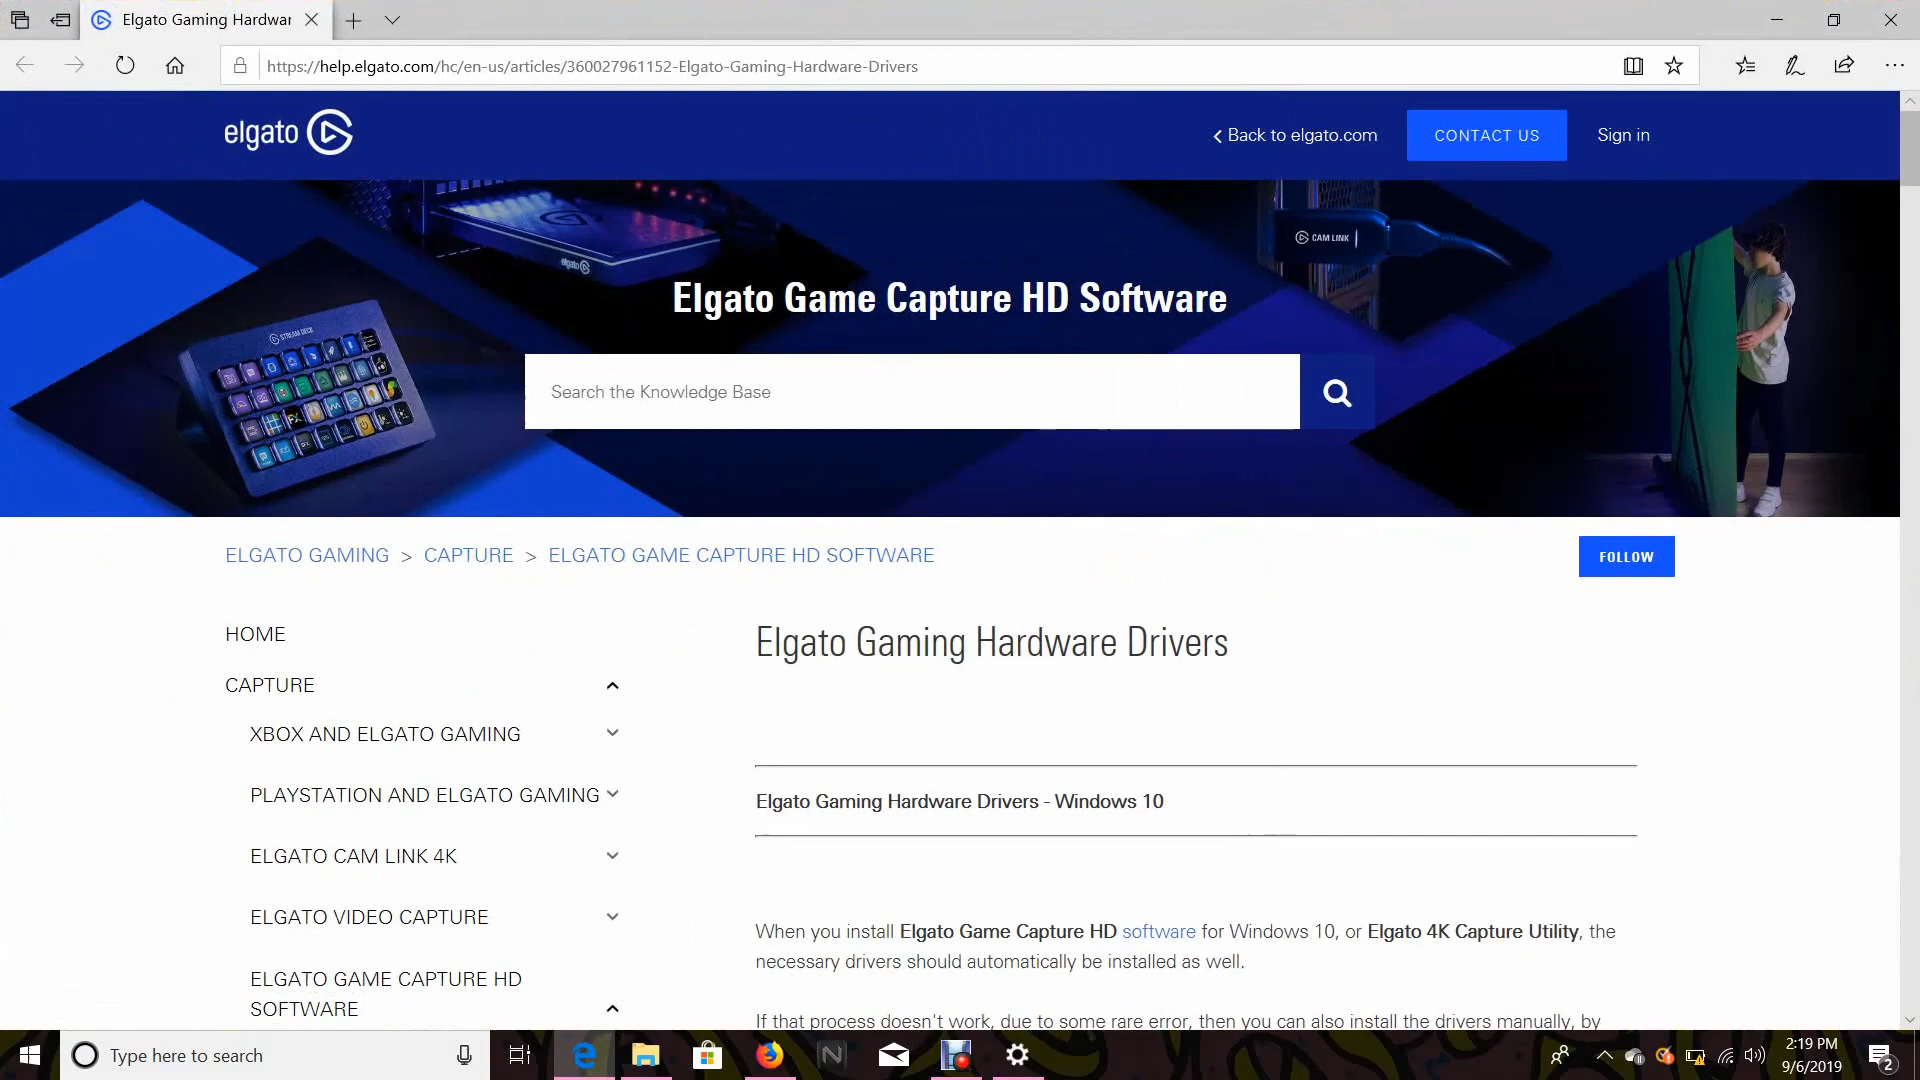 Elgato Gaming Hardwar
https://help.elgato.com/hc/en-us/articles/360027961152-Elgato-Gaming-Hardware-Drivers
elgato
Back to elgato.com
CONTACT US
Sign in
elgato
CAM LINK
STREAM DECK
Elgato Game Capture HD Software
Search the Knowledge Base
ELGATO GAMING > CAPTURE > ELGATO GAME CAPTURE HD SOFTWARE
FOLLOW
HOME
CAPTURE
XBOX AND ELGATO GAMING
PLAYSTATION AND ELGATO GAMING
ELGATO CAM LINK 4K
ELGATO VIDEO CAPTURE
ELGATO GAME CAPTURE HD
SOFTWARE
Elgato Gaming Hardware Drivers
Elgato Gaming Hardware Drivers - Windows 10
When you install Elgato Game Capture HD software for Windows 10, or Elgato 4K Capture Utility, the
necessary drivers should automatically be installed as well.
If that process doesn't work, due to some rare error, then you can also install the drivers manually, by
Type here to search
2:19 PM
9/6/2019
2